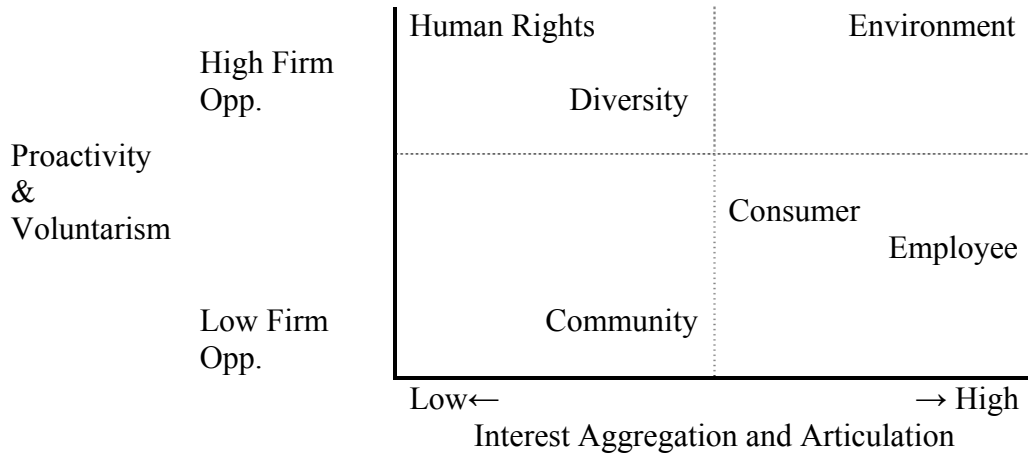 Human Rights
Environment
High Firm
Opp.
Diversity
Proactivity
&
Voluntarism
Consumer
Employee
Low Firm
Opp.
Community
Low←
→ High
Interest Aggregation and Articulation